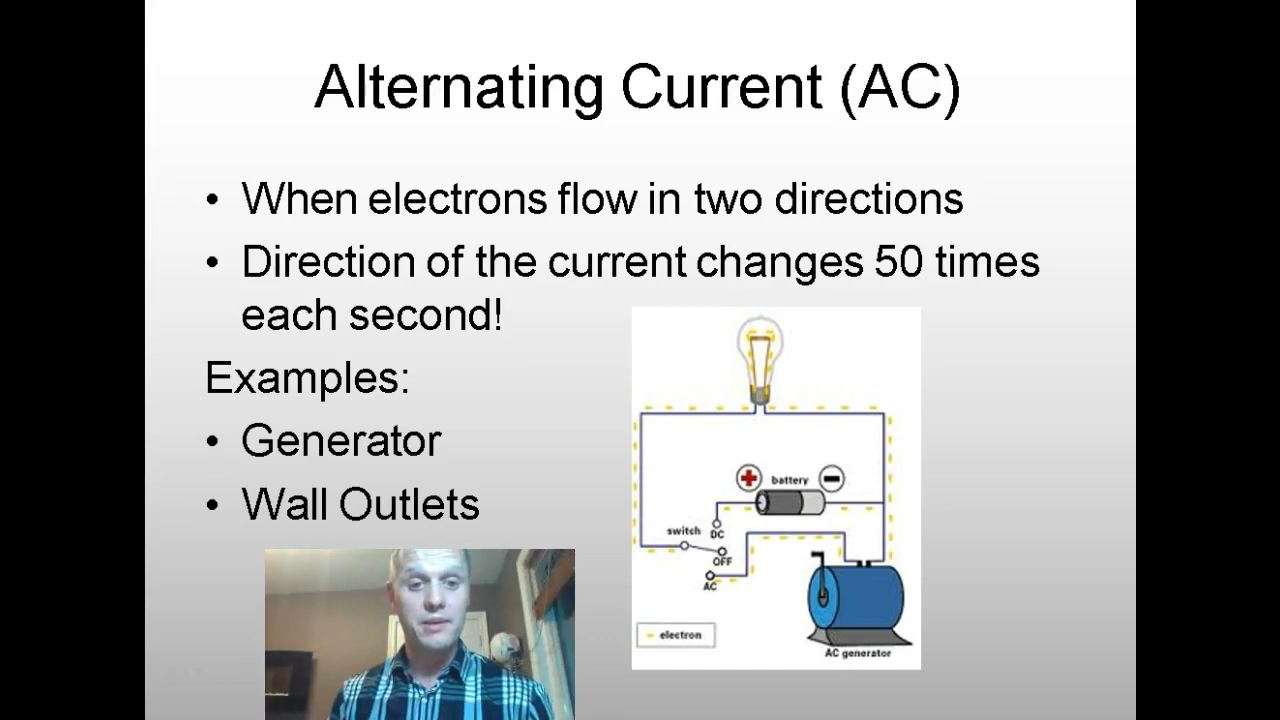 Alternating Current (AC)
• When electrons flow in two directions
• Direction of the current changes 50 times
each second!
Examples:
• Generator
• Wall Outlets
battery
switch
DC
OFF
AC
electron
AC generator